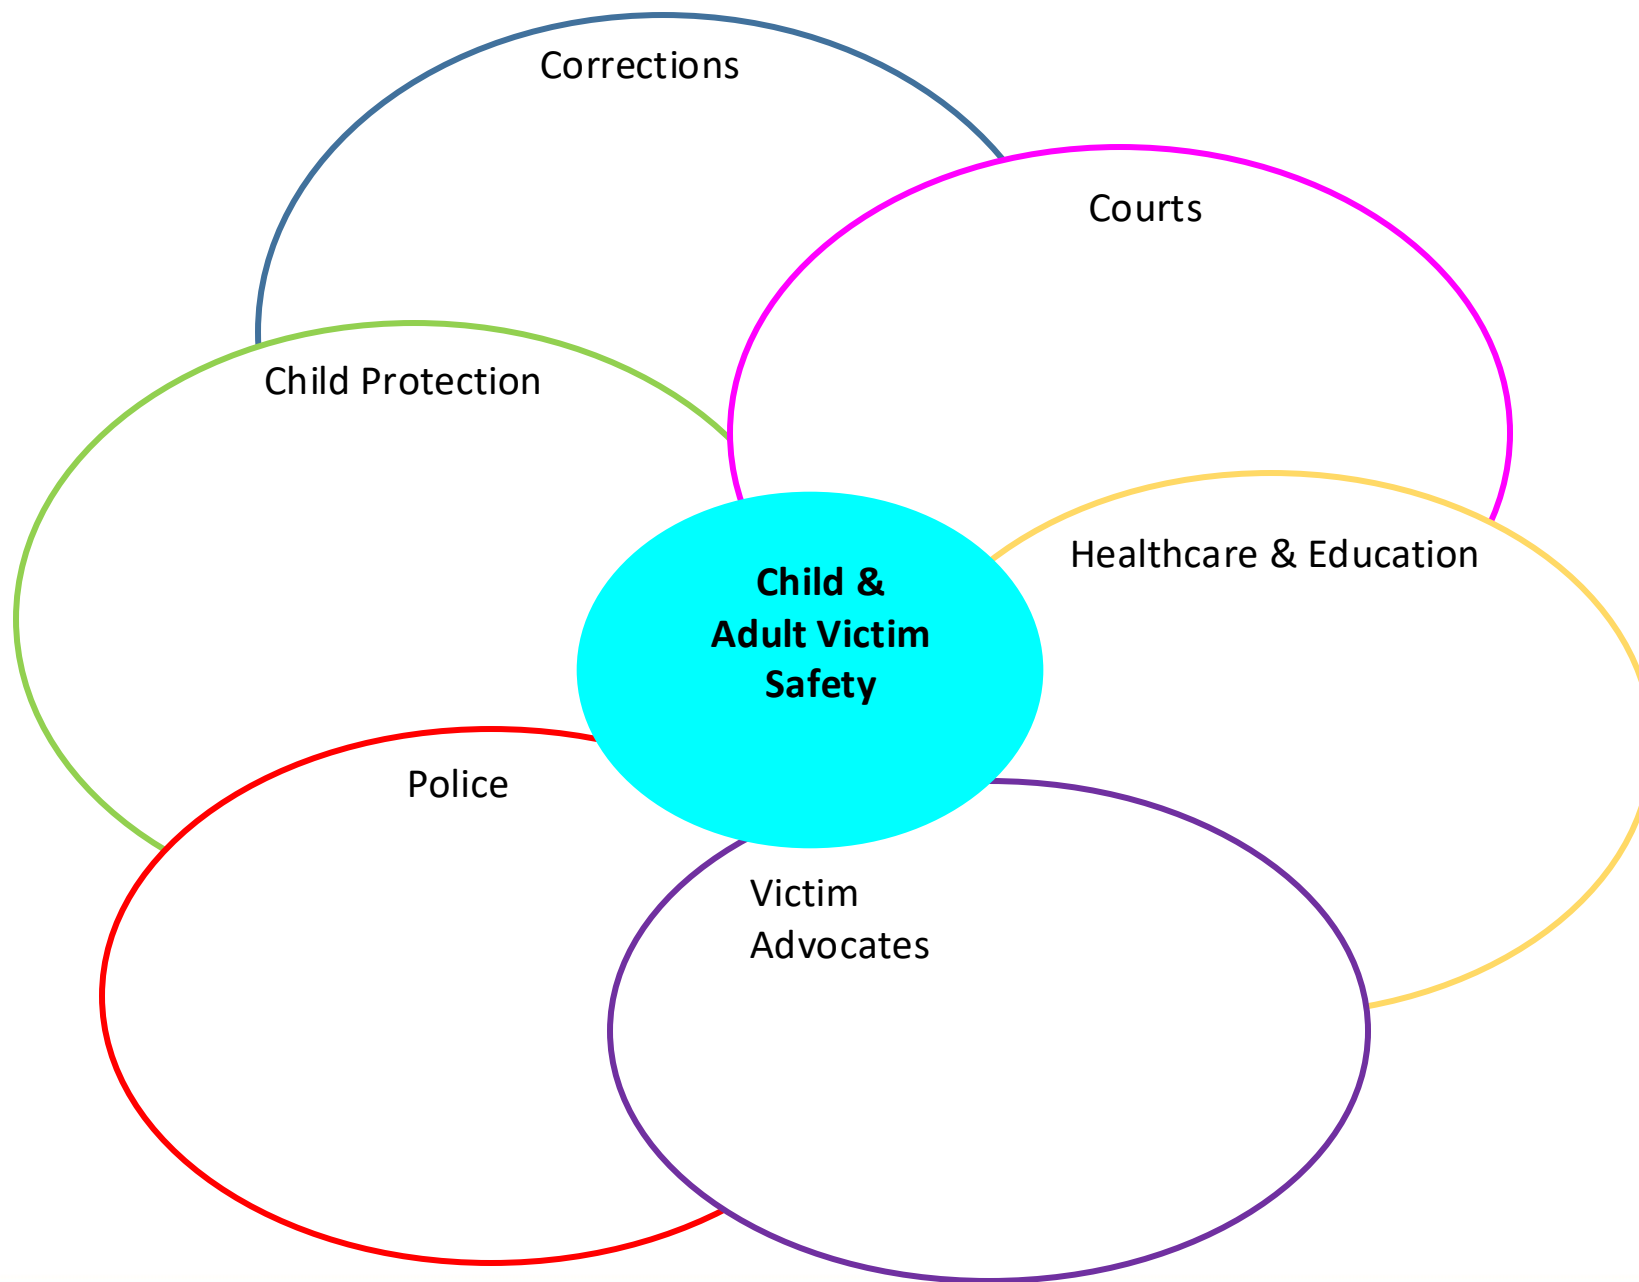 Corrections
Courts
Child Protection
Healthcare & Education
Child &
Adult Victim
Safety
Police
Victim
Advocates